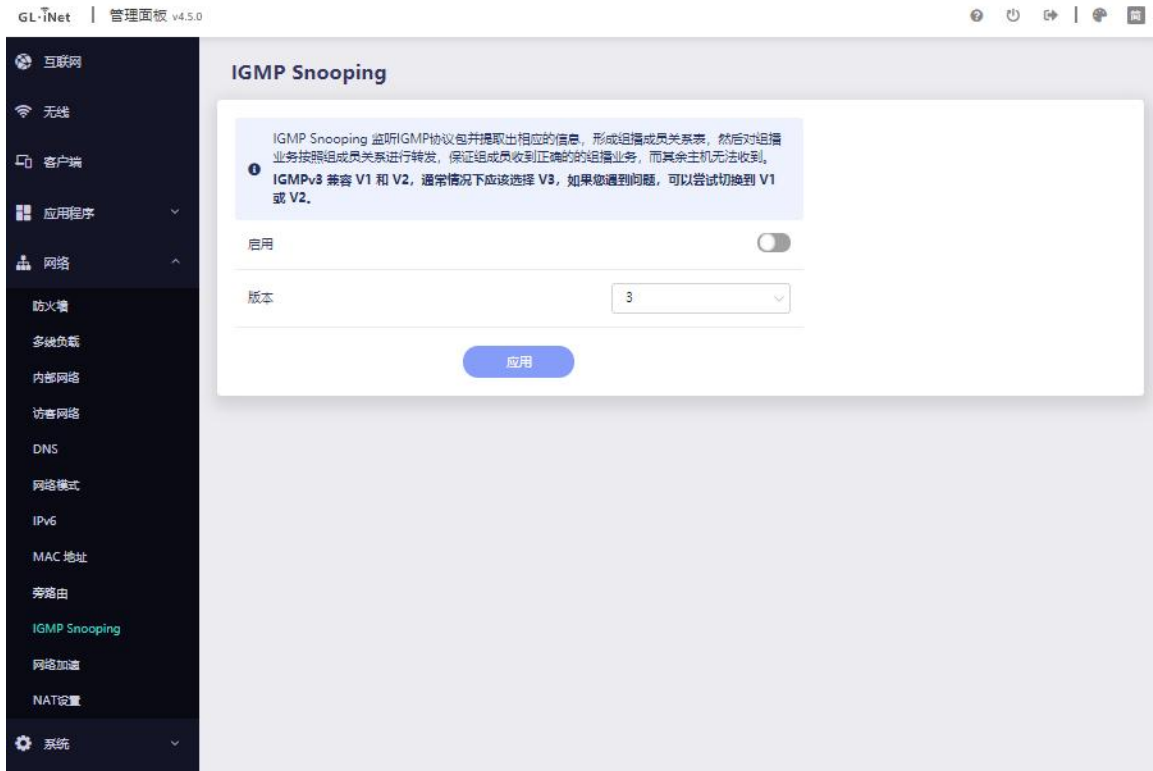 GL·iNet | 管理面板 v4.5.0
简
互联网
无线
客户端
应用程序
网络
防火墙
多线负载
内部网络
访客网络
DNS
网络模式
IPv6
MAC 地址
旁路由
IGMP Snooping
网络加速
NAT设置
系统
IGMP Snooping
IGMP Snooping 监听IGMP协议包并提取出相应的信息，形成组播成员关系表，然后对组播
业务按照组成员关系进行转发，保证组成员收到正确的的组播业务，而其余主机无法收到。
IGMPv3 兼容 V1 和 V2，通常情况下应该选择 V3，如果您遇到问题，可以尝试切换到 V1
或 V2。
启用
版本
3
应用